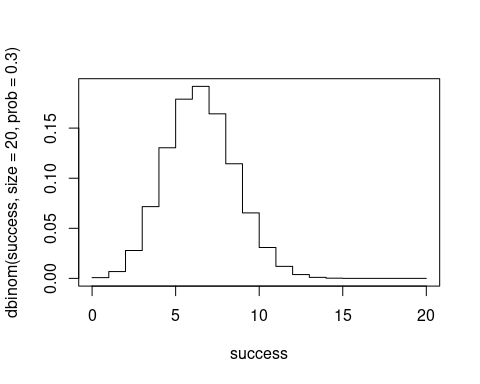 dbinom(success, size = 20, prob = 0.3)
0.15
0.10
0.05
0.00
0 5 10 15 20
success